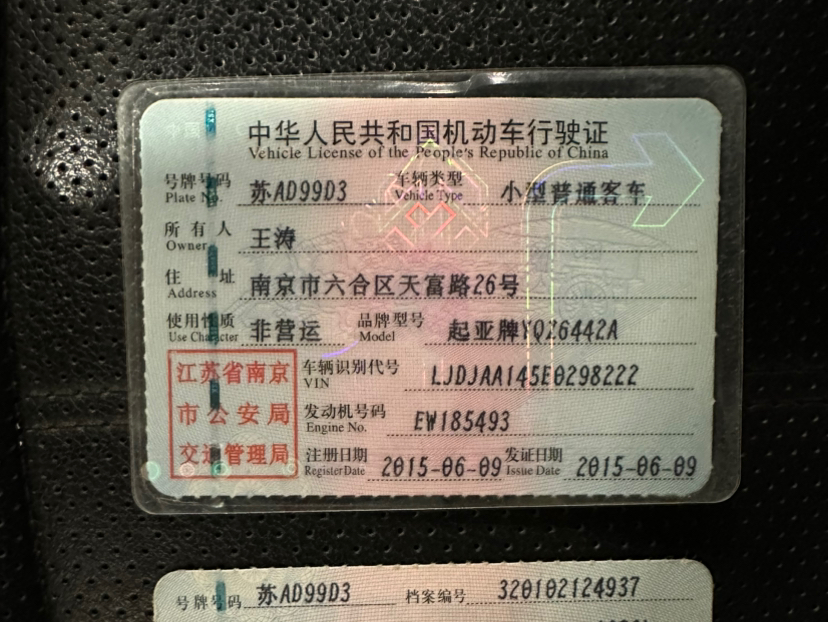 中华人民共和国机动车行驶证
Vehicle License of the People's Republic of China
号牌号码 苏AD99D3 车辆类型 小型普通客车
Plate No. Vehicle Type
所有人 王涛
Owner
住址 南京市六合区天富路26号
Address
使用性质 非营运 品牌型号 起亚牌YQZ6442A
Use Character Model
江苏省南京
市公安局
交通管理局
车辆识别代号 LJDJAA145E0298222
VIN
发动机号码 EW185493
Engine No.
注册日期 2015-06-09 发证日期 2015-06-09
Register Date Issue Date
号牌号码 苏AD99D3 档案编号 320102124937